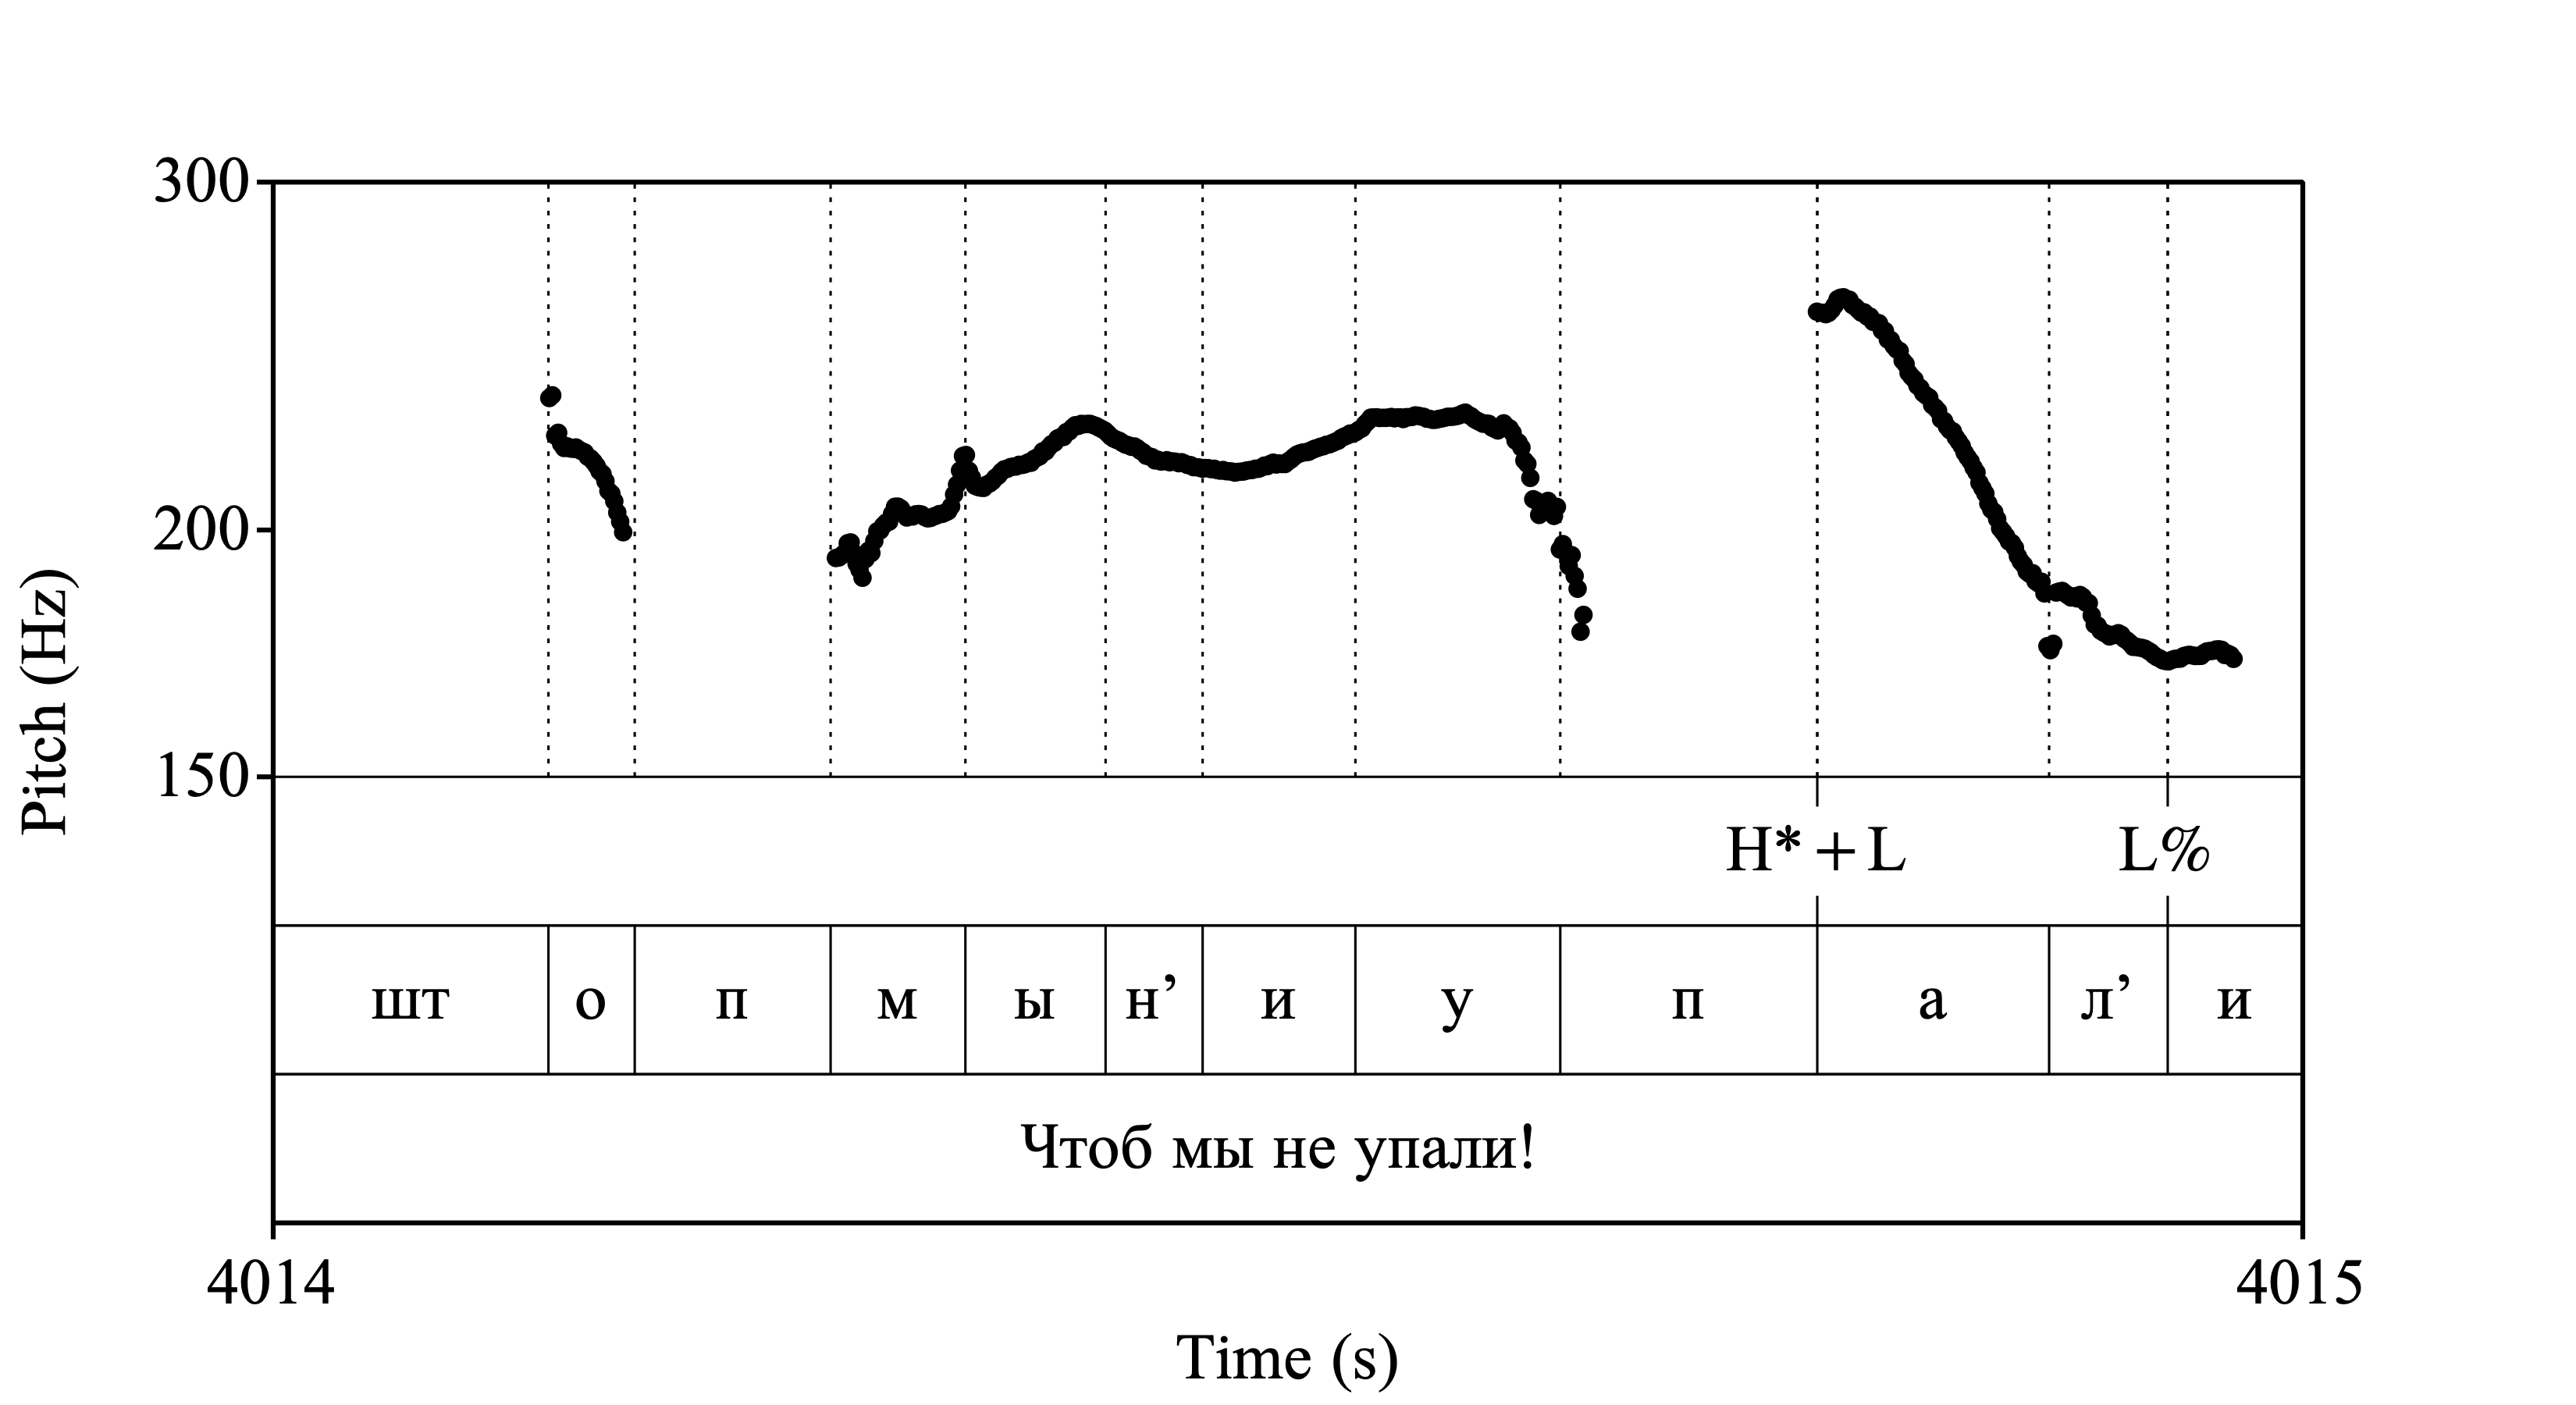 300
200
150
Pitch (Hz)
H* + L L%
шт о п м ы н’ и у п а л’ и
Чтоб мы не упали!
4014 4015
Time (s)